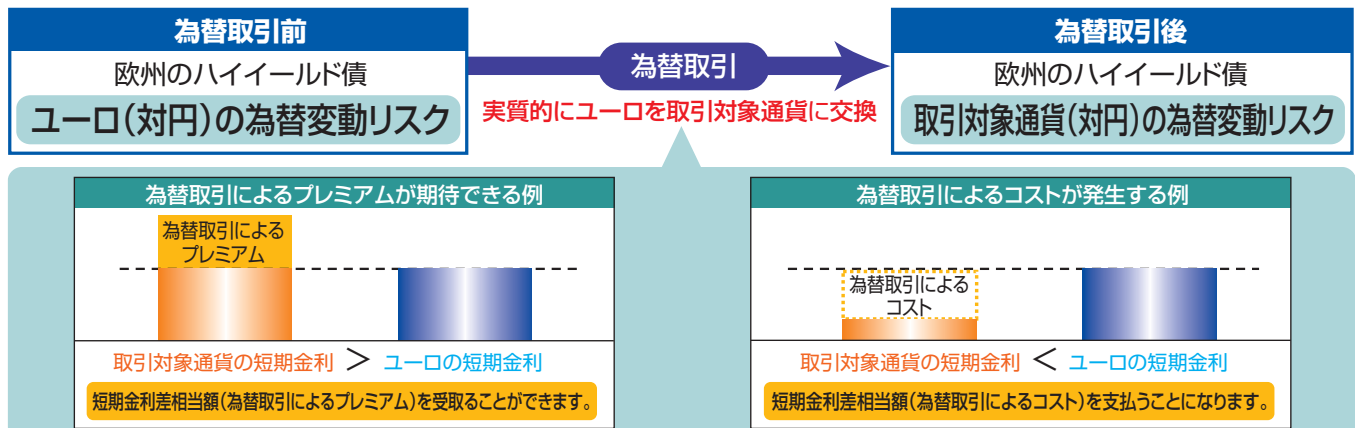 為替取引前
欧州のハイイールド債
ユーロ(対円)の為替変動リスク
為替取引
実質的にユーロを取引対象通貨に交換
為替取引後
欧州のハイイールド債
取引対象通貨(対円)の為替変動リスク
為替取引によるプレミアムが期待できる例
為替取引による
プレミアム
取引対象通貨の短期金利 > ユーロの短期金利
短期金利差相当額(為替取引によるプレミアム)を受取ることができます。
為替取引によるコストが発生する例
為替取引による
コスト
取引対象通貨の短期金利 < ユーロの短期金利
短期金利差相当額(為替取引によるコスト)を支払うことになります。